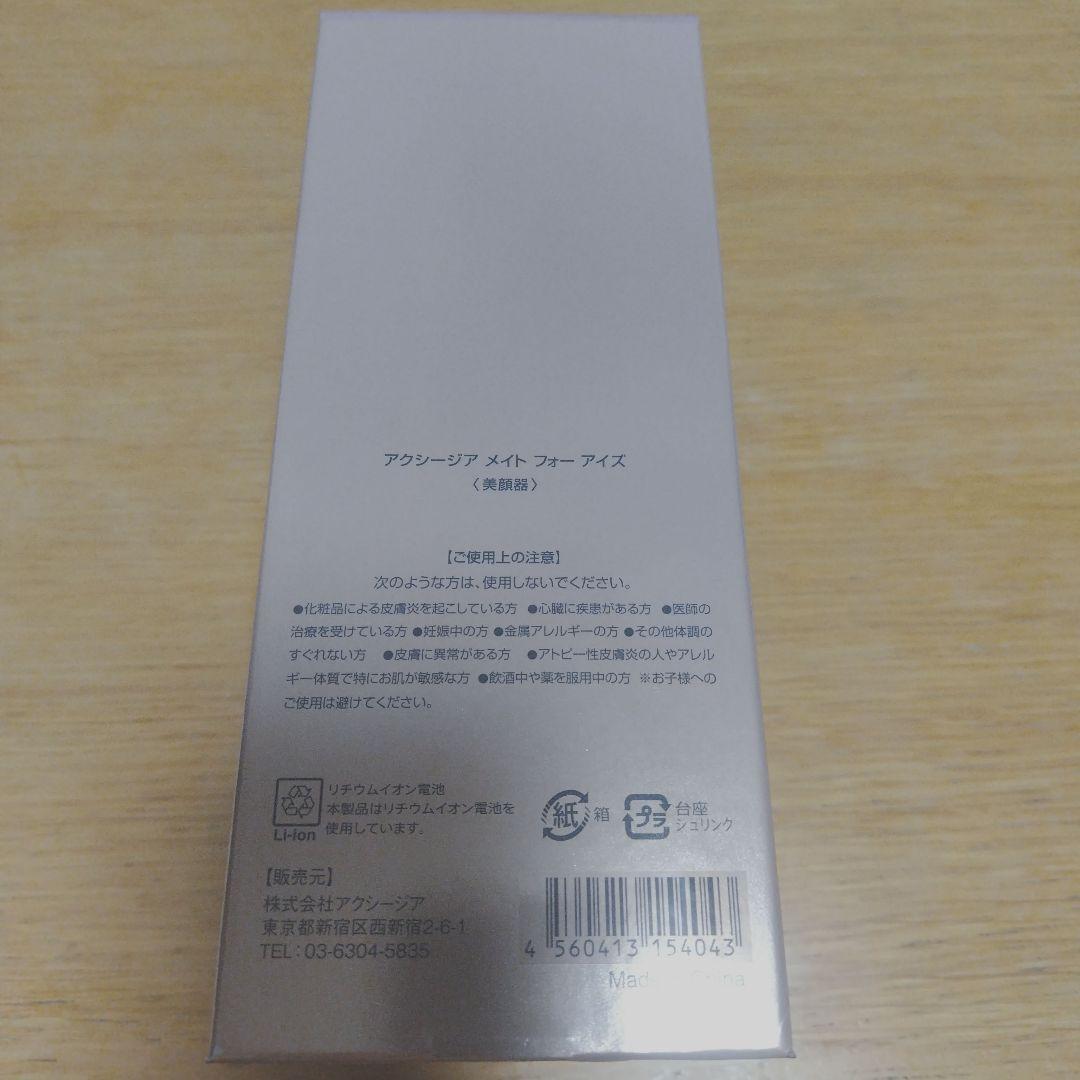 アクシージア メイト フォー アイズ
〈美顔器〉
【ご使用上の注意】
次のような方は、使用しないでください。
●化粧品による皮膚炎を起こしている方 ●心臓に疾患がある方 ●医師の
治療を受けている方 ●妊娠中の方 ●金属アレルギーの方 ●その他体調の
すぐれない方 ●皮膚に異常がある方 ●アトピー性皮膚炎の人やアレル
ギー体質で特にお肌が敏感な方 ●飲酒中や薬を服用中の方 ※お子様への
ご使用は避けてください。
リチウムイオン電池
本製品はリチウムイオン電池を
使用しています。
Li-ion
紙 箱
プラ 台座
シュリンク
【販売元】
株式会社アクシージア
東京都新宿区西新宿2-6-1
TEL：03-6304-5835
4 560413 154043
Made in China